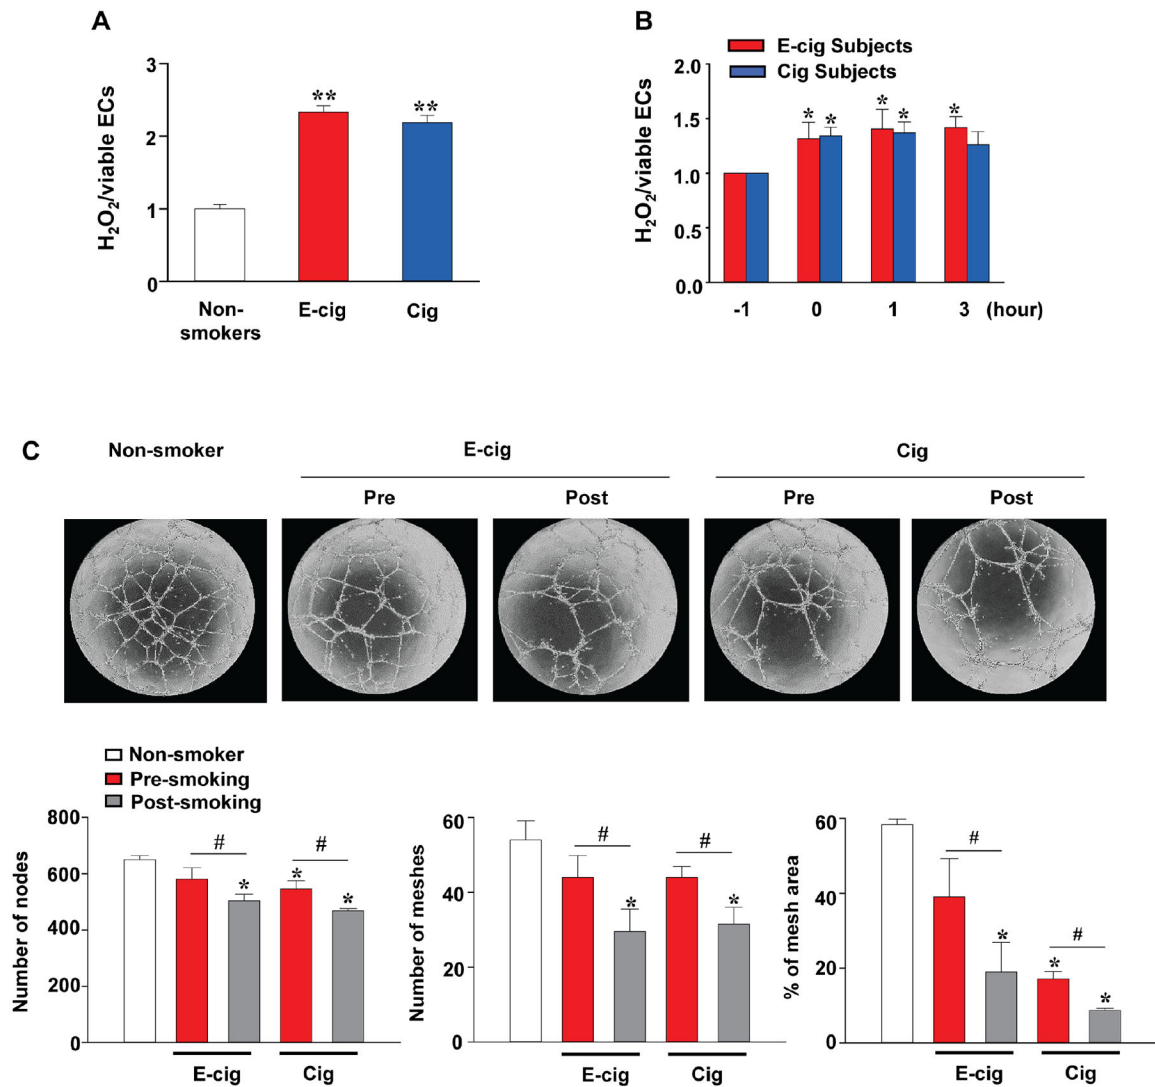 A
H2O2/viable ECs
3
2
1
0
**
**
Non-
smokers
E-cig
Cig
B
E-cig Subjects
Cig Subjects
H2O2/viable ECs
2.0
1.5
1.0
0.5
0.0
*
*
*
*
*
-1
0
1
3
(hour)
C
Non-smoker
E-cig
Cig
Pre
Post
Pre
Post
Non-smoker
Pre-smoking
Post-smoking
Number of nodes
800
600
400
200
0
#
#
*
*
*
E-cig
Cig
Number of meshes
60
40
20
0
#
#
*
*
E-cig
Cig
% of mesh area
60
40
20
0
#
#
*
*
*
E-cig
Cig